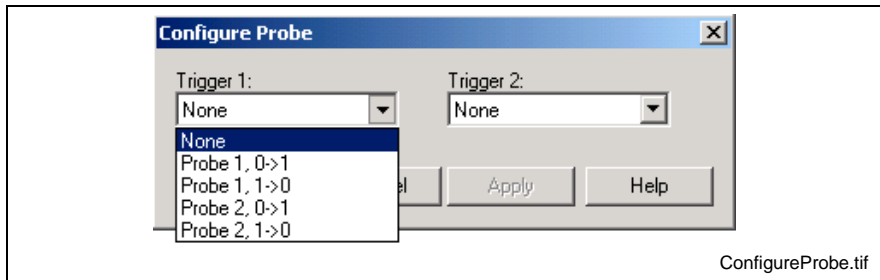 Configure Probe
Trigger 1:
Trigger 2:
None
None
None
Probe 1, 0->1
Probe 1, 1->0
Probe 2, 0->1
Probe 2, 1->0
Apply
Help
ConfigureProbe.tif